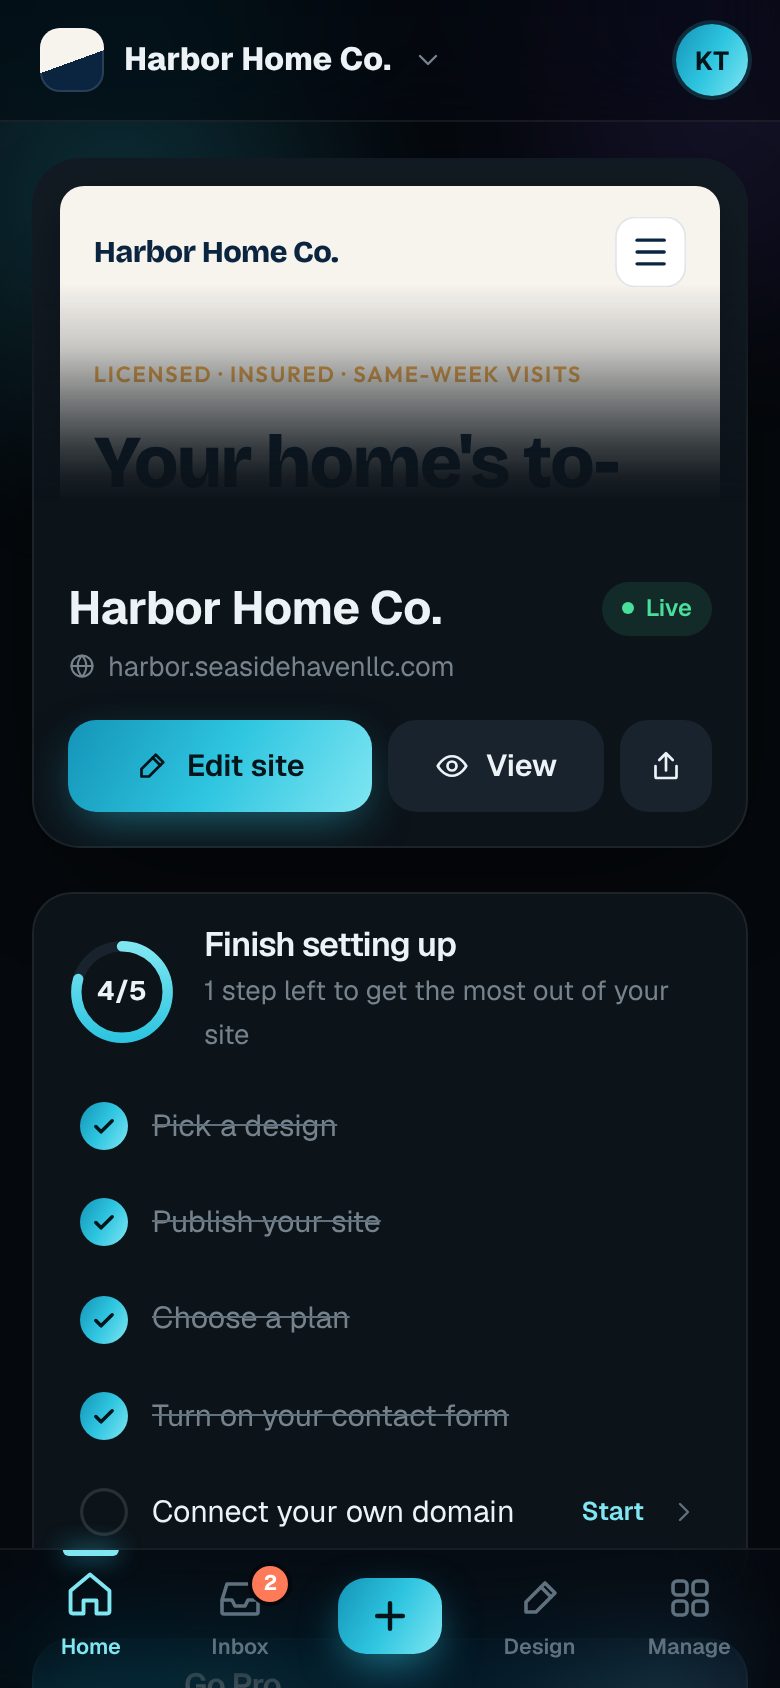 Harbor Home Co.
KT
Harbor Home Co.
LICENSED · INSURED · SAME-WEEK VISITS
Your home's to-
Harbor Home Co.
Live
harbor.seasidehavenllc.com
Edit site
View
4/5
Finish setting up
1 step left to get the most out of your
site
Pick a design
Publish your site
Choose a plan
Turn on your contact form
Connect your own domain
Start
2
Home
Inbox
Design
Manage
Go Pro